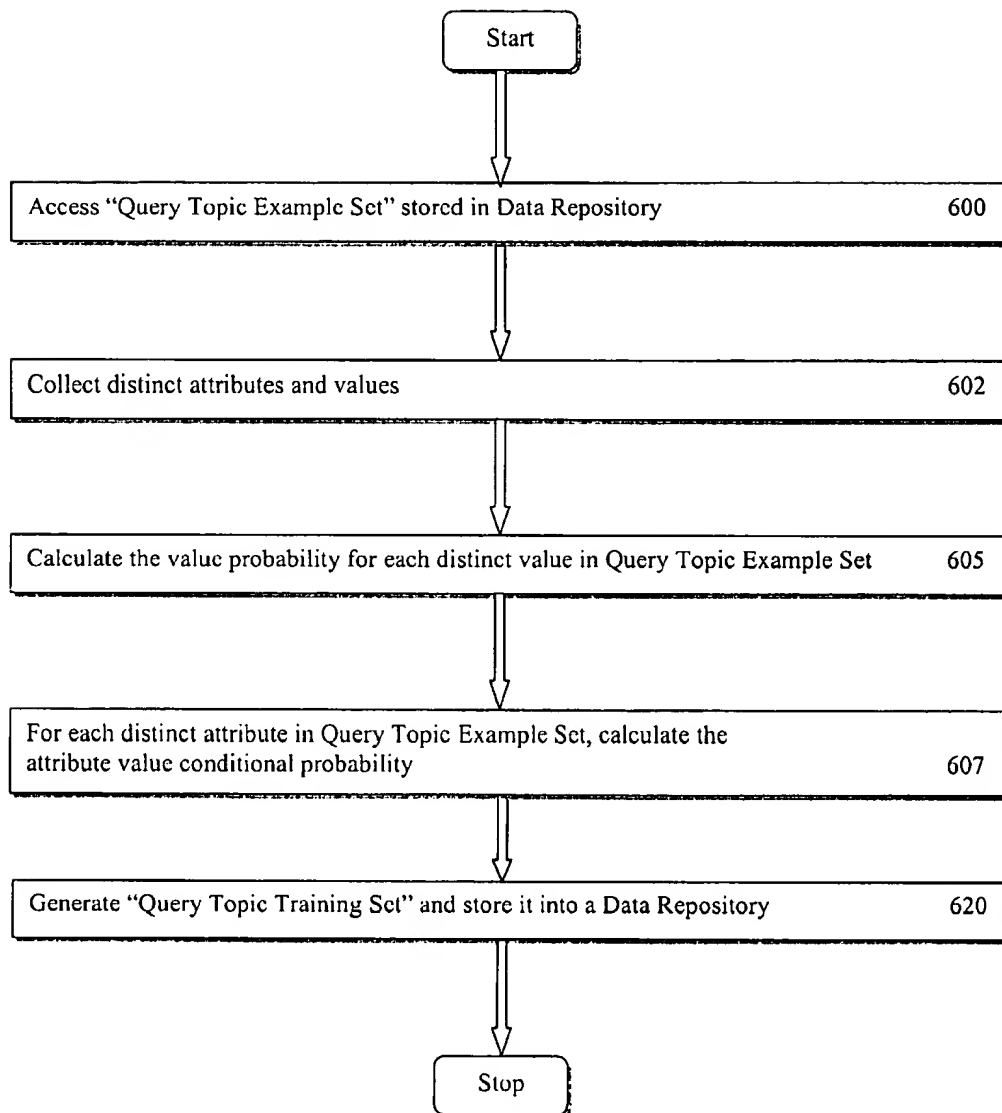 Start
Access “Query Topic Example Set” stored in Data Repository 600
Collect distinct attributes and values 602
Calculate the value probability for each distinct value in Query Topic Example Set 605
For each distinct attribute in Query Topic Example Set, calculate the
attribute value conditional probability 607
Generate “Query Topic Training Set” and store it into a Data Repository 620
Stop